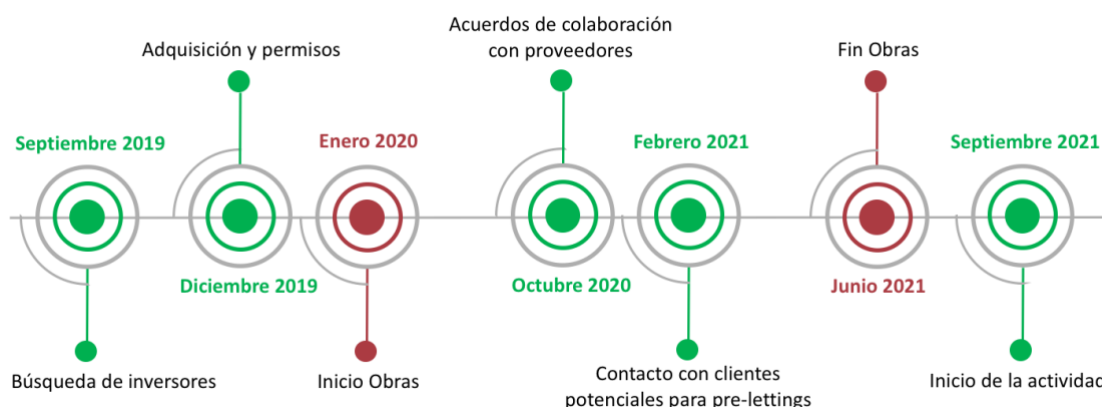 Adquisición y permisos
Acuerdos de colaboración
con proveedores
Fin Obras
Septiembre 2019
Enero 2020
Febrero 2021
Septiembre 2021
Diciembre 2019
Octubre 2020
Junio 2021
Búsqueda de inversores
Inicio Obras
Contacto con clientes
potenciales para pre-lettings
Inicio de la actividad